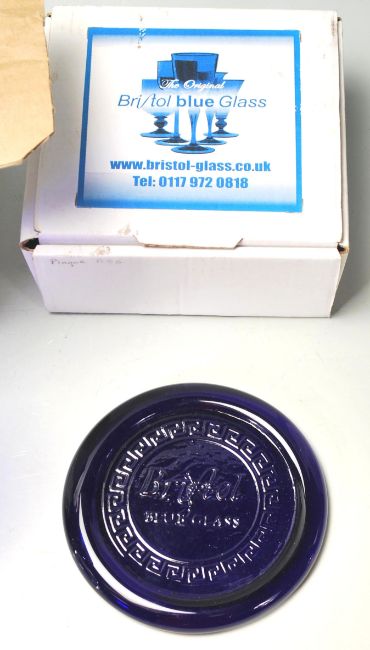 The Original
Bristol blue Glass
www.bristol-glass.co.uk
Tel: 0117 972 0818
Bristol
BLUE GLASS